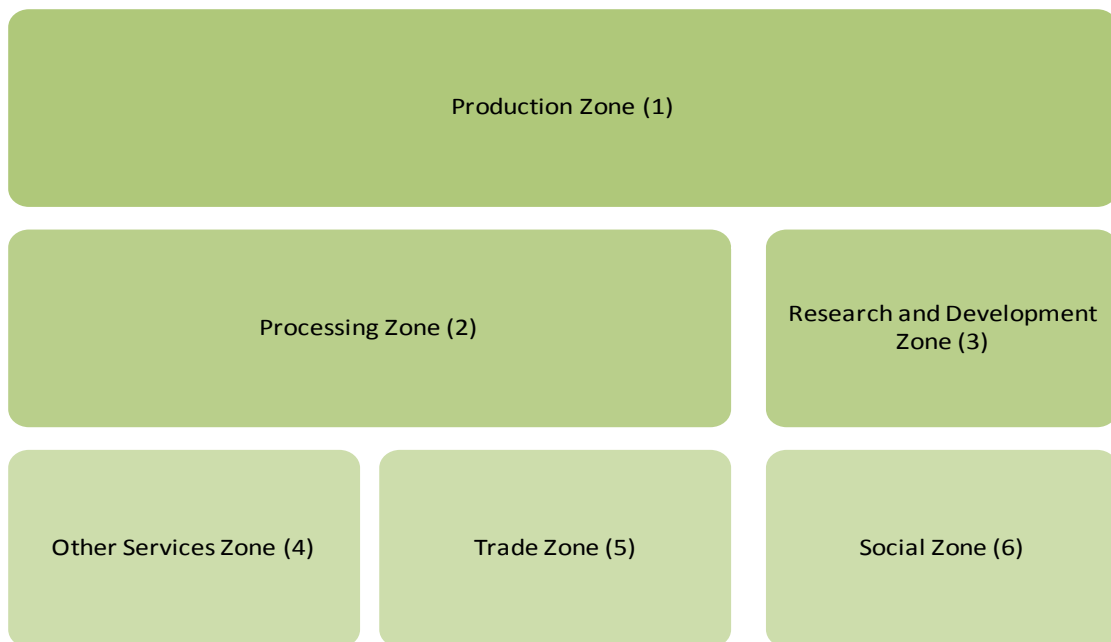 Production Zone (1)
Processing Zone (2)
Research and Development
Zone (3)
Other Services Zone (4)
Trade Zone (5)
Social Zone (6)